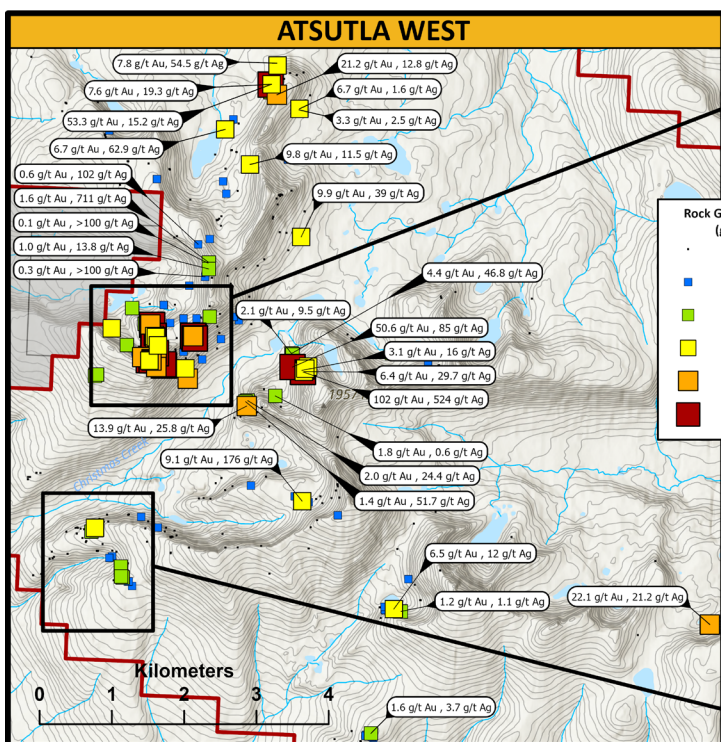 ATSUTLA WEST
7.8 g/t Au , 54.5 g/t Ag
21.2 g/t Au , 12.8 g/t Ag
7.6 g/t Au , 19.3 g/t Ag
6.7 g/t Au , 1.6 g/t Ag
53.3 g/t Au , 15.2 g/t Ag
3.3 g/t Au , 2.5 g/t Ag
6.7 g/t Au , 62.9 g/t Ag
9.8 g/t Au , 11.5 g/t Ag
0.6 g/t Au , 102 g/t Ag
9.9 g/t Au , 39 g/t Ag
1.6 g/t Au , 711 g/t Ag
0.1 g/t Au , >100 g/t Ag
Rock G
1.0 g/t Au , 13.8 g/t Ag
0.3 g/t Au , >100 g/t Ag
4.4 g/t Au , 46.8 g/t Ag
2.1 g/t Au , 9.5 g/t Ag
50.6 g/t Au , 85 g/t Ag
3.1 g/t Au , 16 g/t Ag
6.4 g/t Au , 29.7 g/t Ag
1957
102 g/t Au , 524 g/t Ag
13.9 g/t Au , 25.8 g/t Ag
1.8 g/t Au , 0.6 g/t Ag
Christmas Creek
9.1 g/t Au , 176 g/t Ag
2.0 g/t Au , 24.4 g/t Ag
1.4 g/t Au , 51.7 g/t Ag
6.5 g/t Au , 12 g/t Ag
22.1 g/t Au , 21.2 g/t Ag
1.2 g/t Au , 1.1 g/t Ag
Kilometers
0 1 2 3 4
1.6 g/t Au , 3.7 g/t Ag